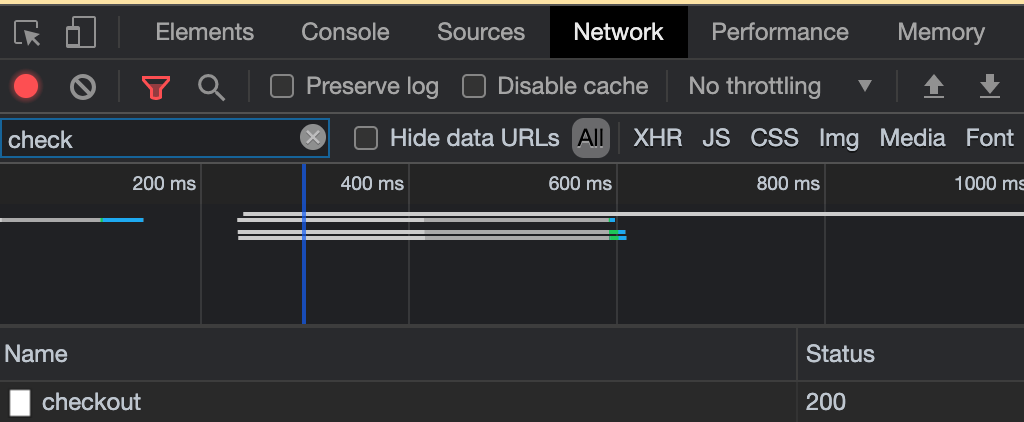 Elements Console Sources Network Performance Memory
Preserve log Disable cache No throttling
check Hide data URLs All XHR JS CSS Img Media Font
200 ms 400 ms 600 ms 800 ms 1000 ms
Name Status
checkout 200